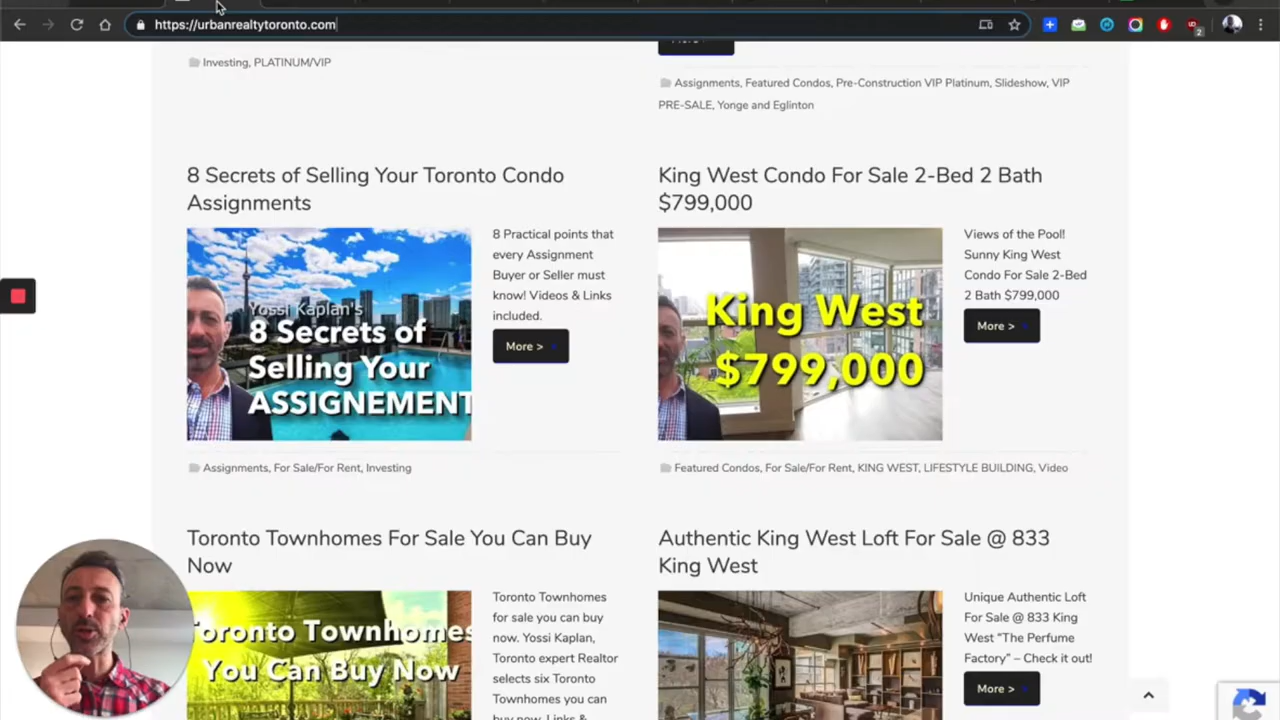 https://urbanrealtytoronto.com
2
Investing, PLATINUM/VIP
Assignments, Featured Condos, Pre-Construction VIP Platinum, Slideshow, VIP
PRE-SALE, Yonge and Eglinton
8 Secrets of Selling Your Toronto Condo
Assignments
Yossi Kaplan's
8 Secrets of
Selling Your
ASSIGNEMENT
8 Practical points that
every Assignment
Buyer or Seller must
know! Videos & Links
included.
More >
Assignments, For Sale/For Rent, Investing
King West Condo For Sale 2-Bed 2 Bath
$799,000
King West
$799,000
Views of the Pool!
Sunny King West
Condo For Sale 2-Bed
2 Bath $799,000
More >
Featured Condos, For Sale/For Rent, KING WEST, LIFESTYLE BUILDING, Video
Toronto Townhomes For Sale You Can Buy
Now
Toronto Townhomes
You Can Buy Now
Toronto Townhomes
for sale you can buy
now. Yossi Kaplan,
Toronto expert Realtor
selects six Toronto
Townhomes you can
buy now. Links &
Authentic King West Loft For Sale @ 833
King West
Unique Authentic Loft
For Sale @ 833 King
West "The Perfume
Factory" – Check it out!
More >